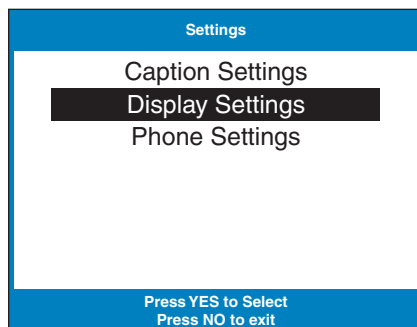 Settings
Caption Settings
Display Settings
Phone Settings
Press YES to Select
Press NO to exit